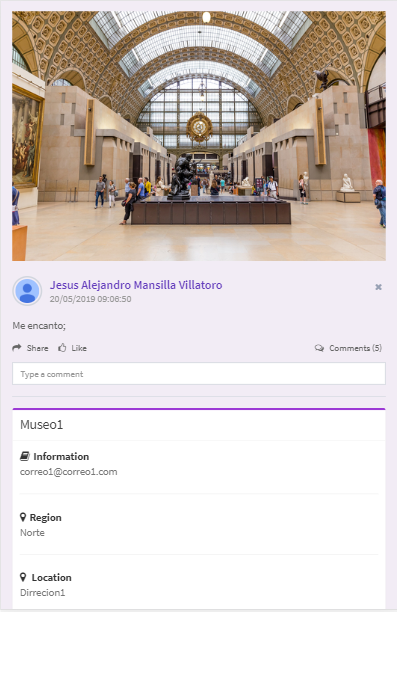 Jesus Alejandro Mansilla Villatoro
20/05/2019 09:06:50
Me encanto;
Share Like Comments (5)
Type a comment
Museo1
Information
correo1@correo1.com
Region
Norte
Location
Dirrecion1